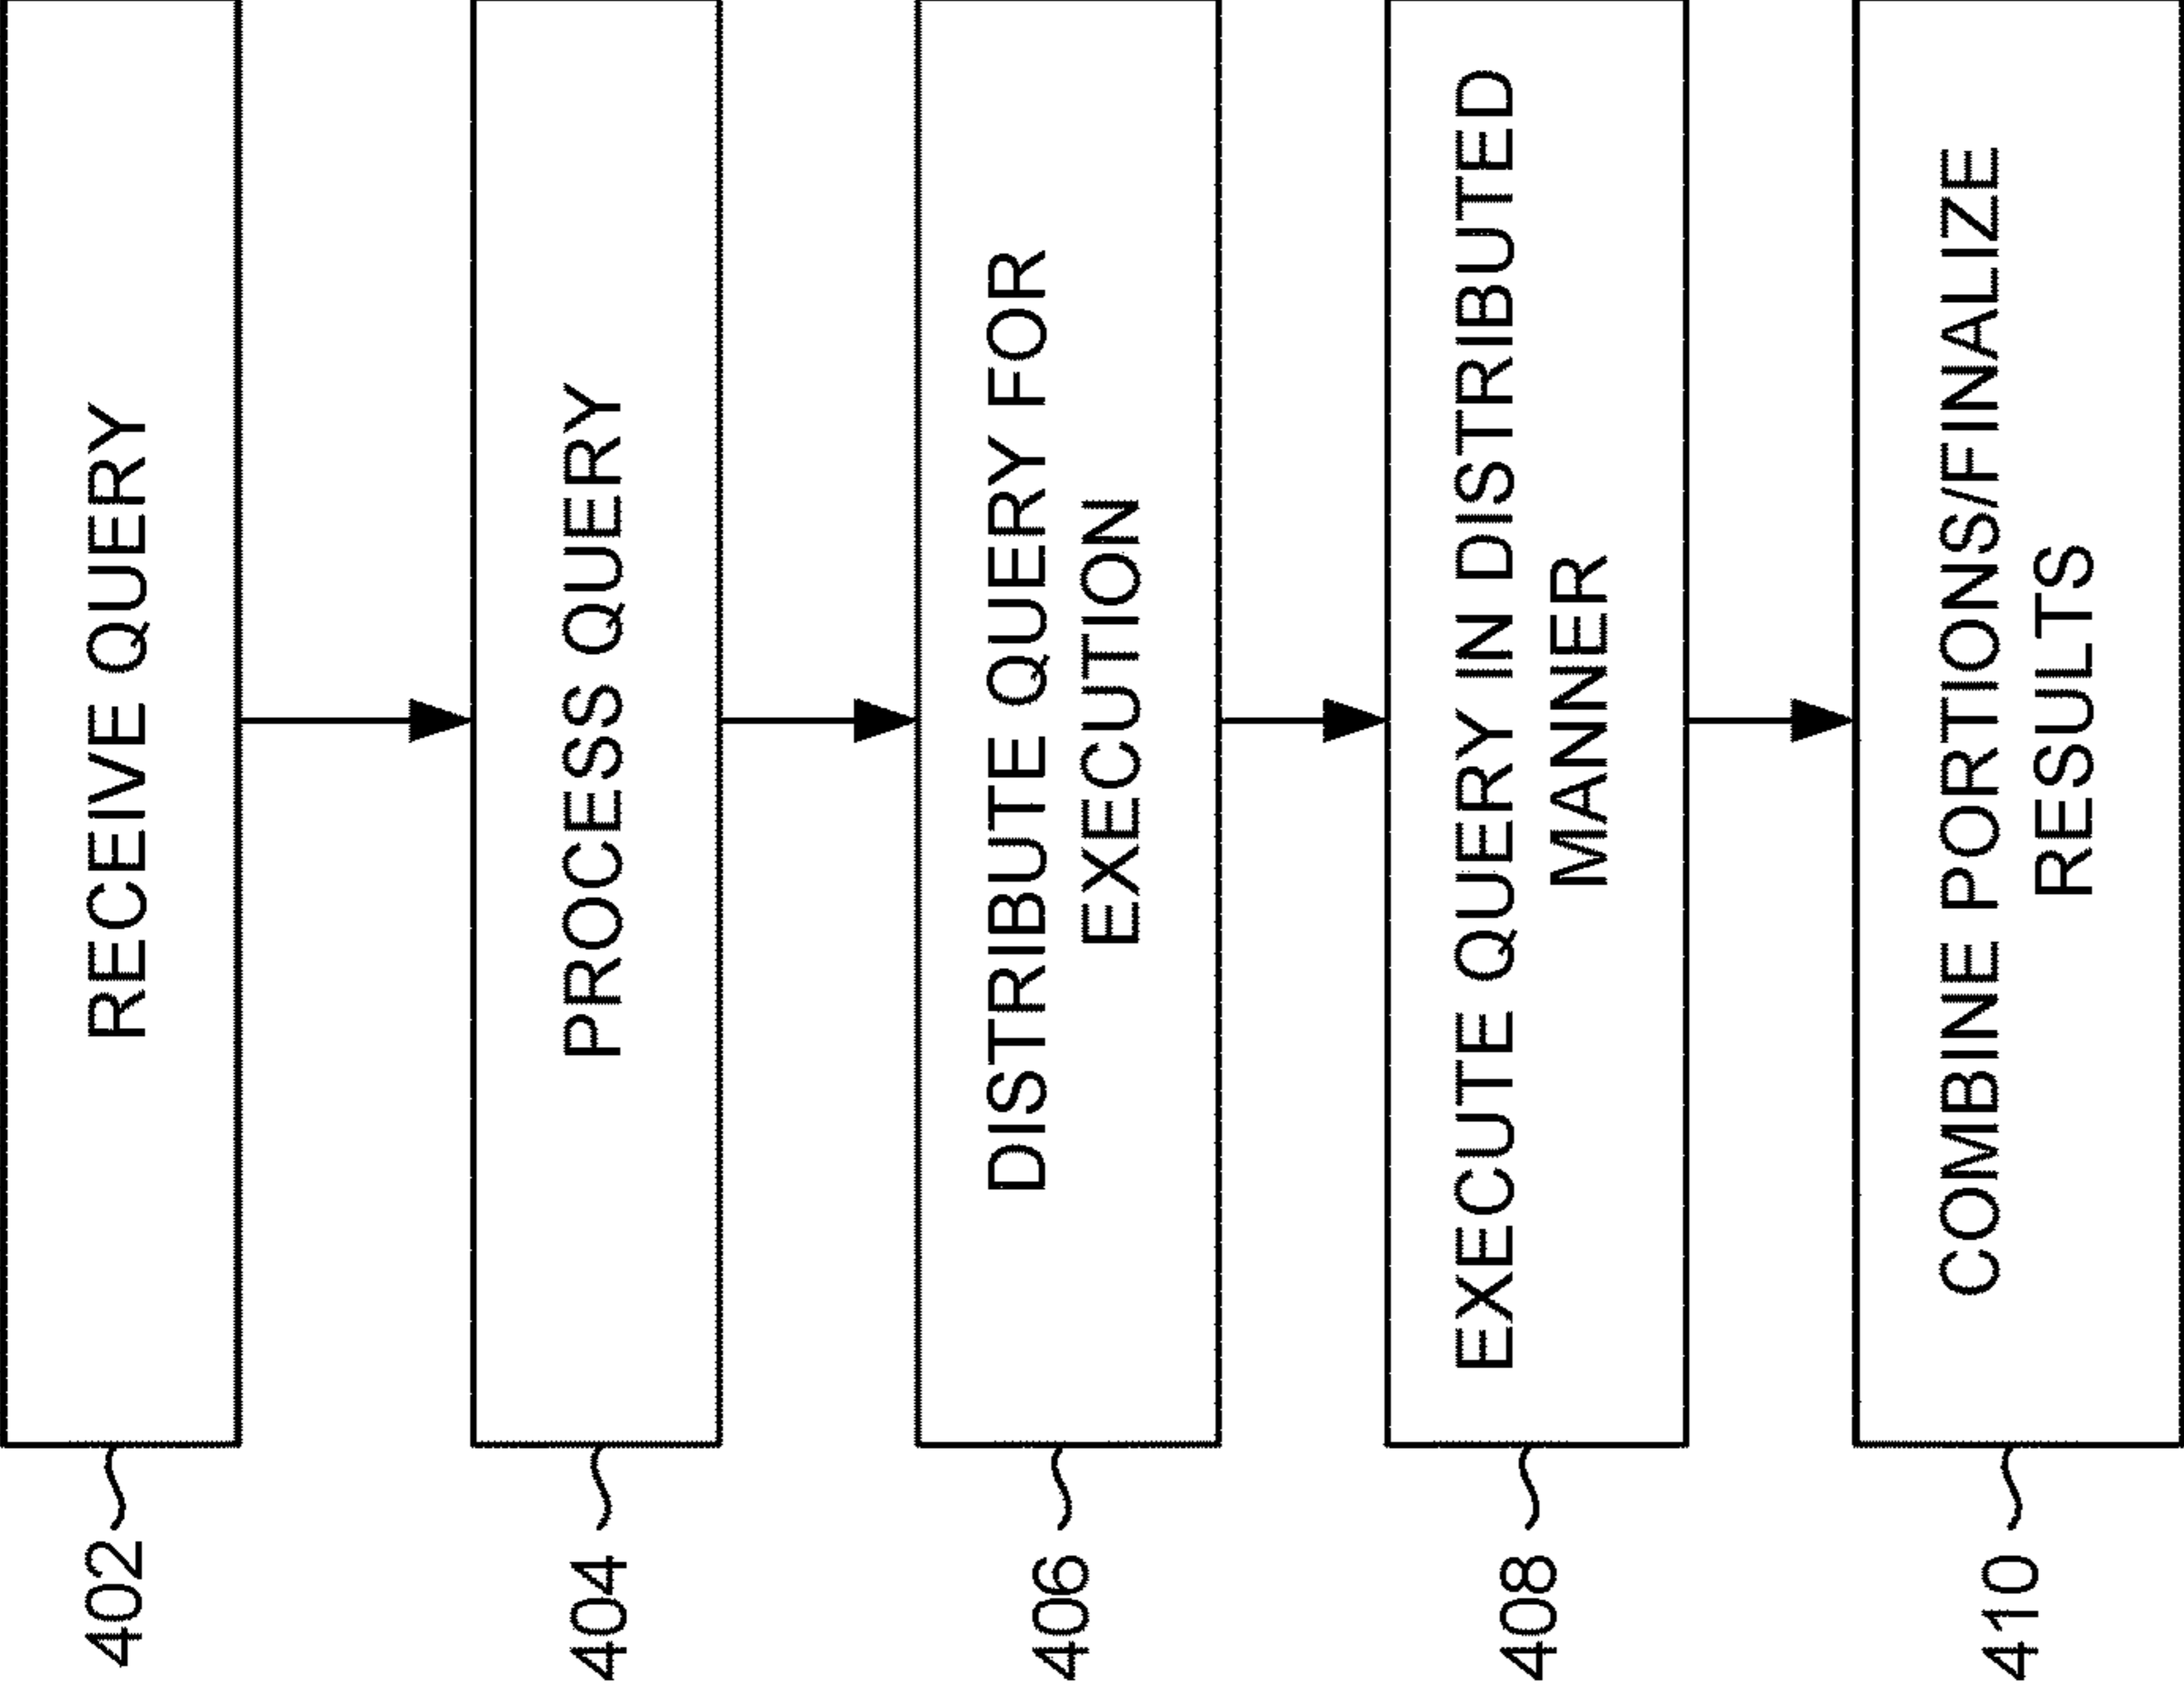 402
RECEIVE QUERY
404
PROCESS QUERY
406
DISTRIBUTE QUERY FOR
EXECUTION
408
EXECUTE QUERY IN DISTRIBUTED
MANNER
410
COMBINE PORTIONS/FINALIZE
RESULTS